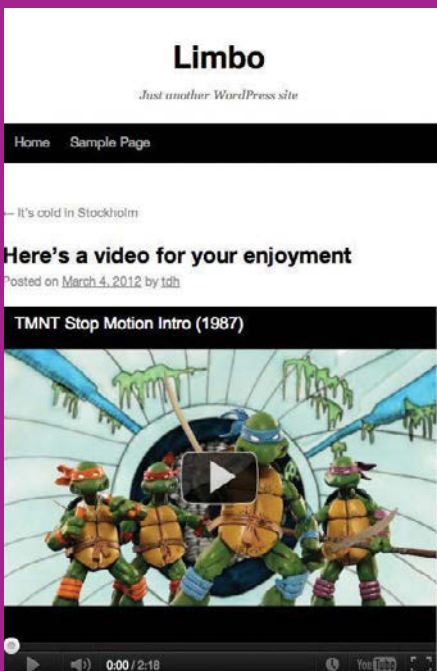 Limbo
Just another WordPress site
Home Sample Page
← It's cold in Stockholm
Here's a video for your enjoyment
Posted on March 4, 2012 by tdh
TMNT Stop Motion Intro (1987)
0:00 / 2:18 YouTube